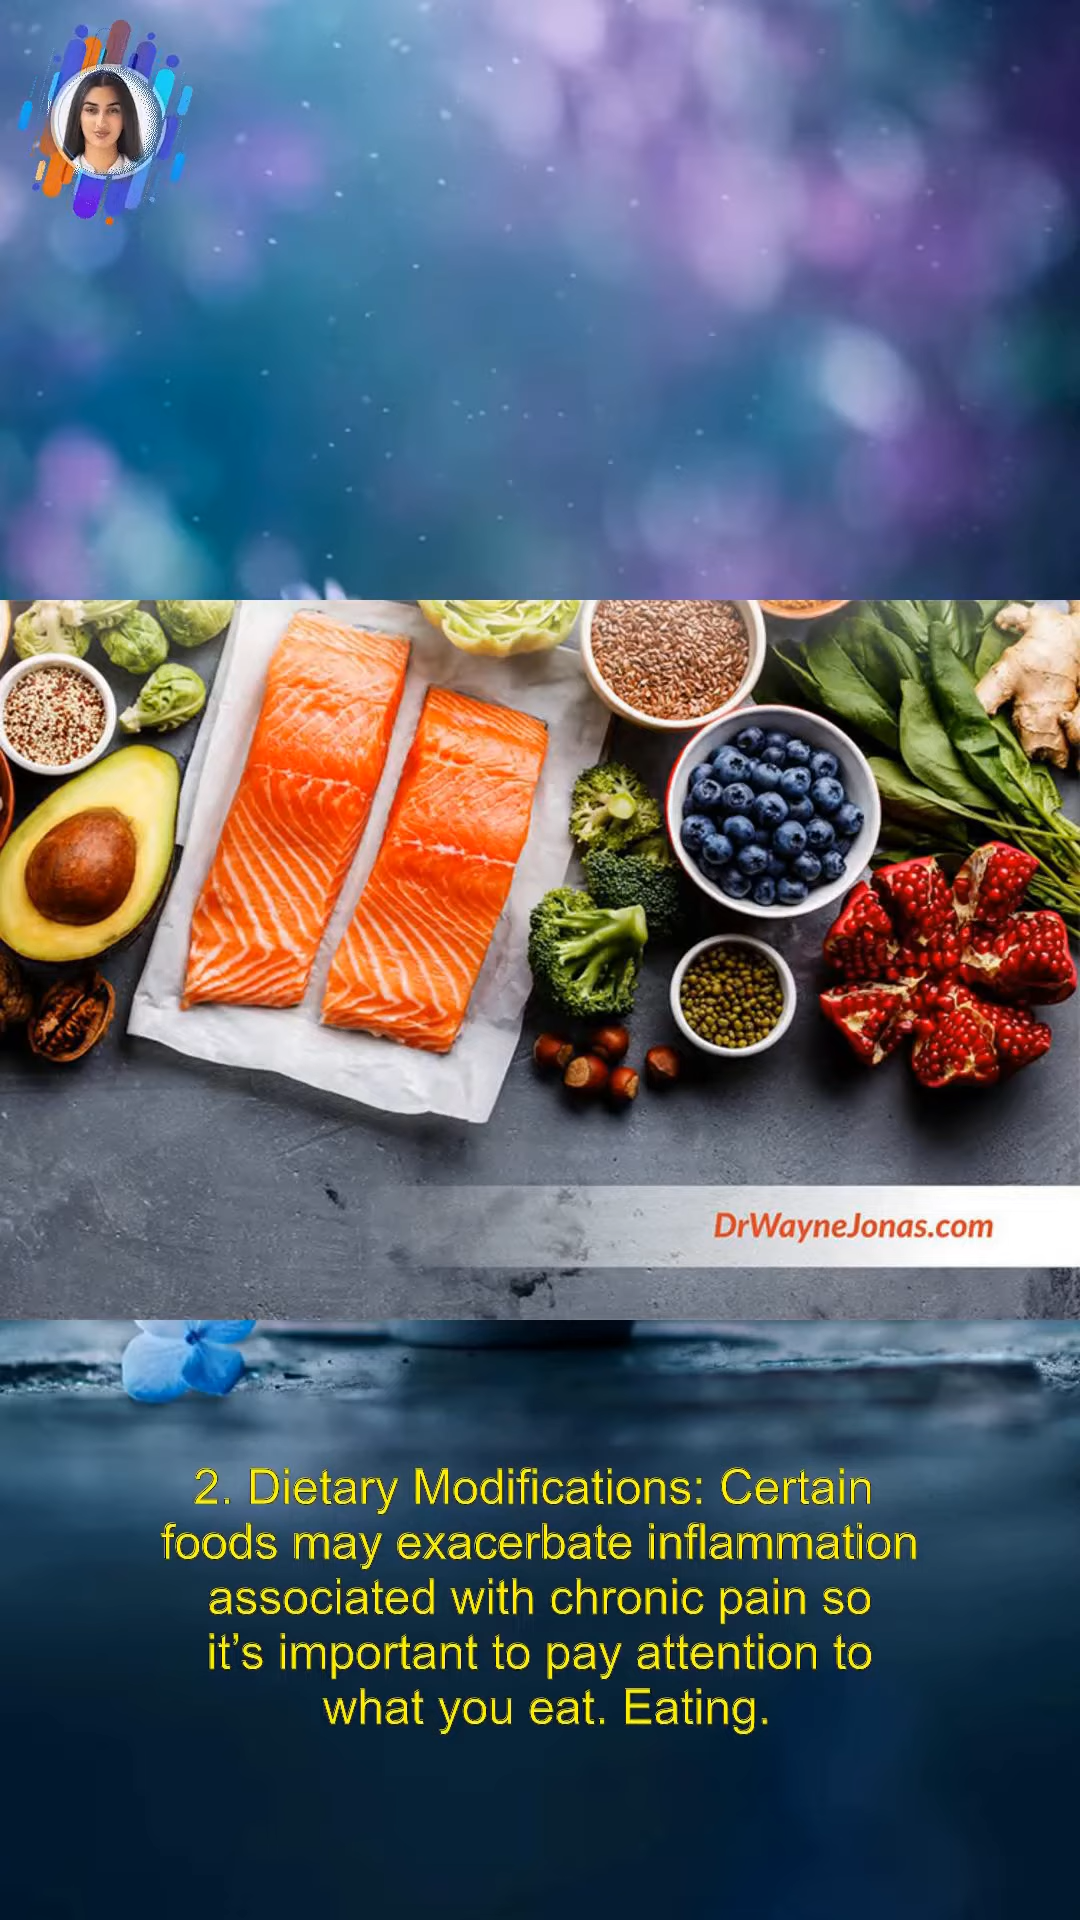 DrWayneJonas.com
2. Dietary Modifications: Certain
foods may exacerbate inflammation
associated with chronic pain so
it’s important to pay attention to
what you eat. Eating.